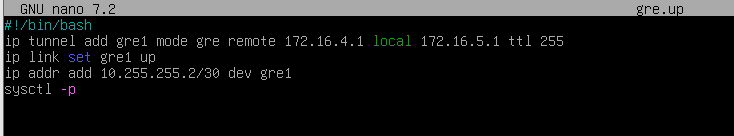 GNU nano 7.2 gre.up
#!/bin/bash
ip tunnel add gre1 mode gre remote 172.16.4.1 local 172.16.5.1 ttl 255
ip link set gre1 up
ip addr add 10.255.255.2/30 dev gre1
sysctl -p